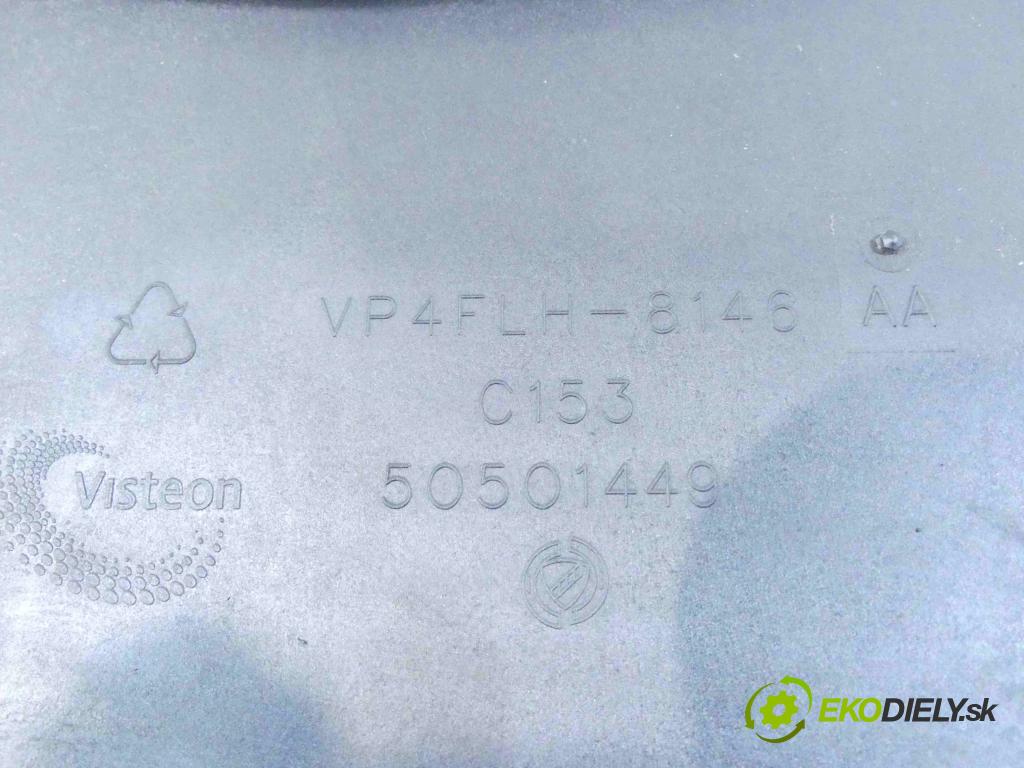 VP4FLH-8146 AA
C153
Visteon 50501449
EKODIELY.sk